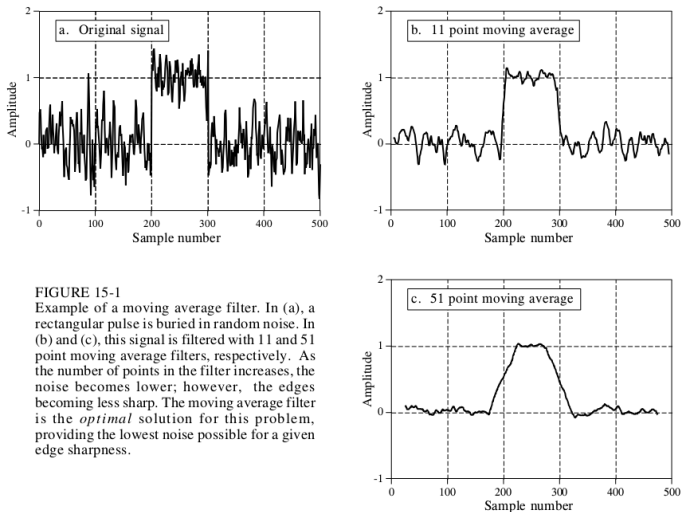 2
a. Original signal
1
0
-1
0 100 200 300 400 500
Sample number
Amplitude
2
b. 11 point moving average
1
0
-1
0 100 200 300 400 500
Sample number
Amplitude
FIGURE 15-1
Example of a moving average filter. In (a), a
rectangular pulse is buried in random noise. In
(b) and (c), this signal is filtered with 11 and 51
point moving average filters, respectively. As
the number of points in the filter increases, the
noise becomes lower; however, the edges
becoming less sharp. The moving average filter
is the optimal solution for this problem,
providing the lowest noise possible for a given
edge sharpness.
2
c. 51 point moving average
1
0
-1
0 100 200 300 400 500
Sample number
Amplitude